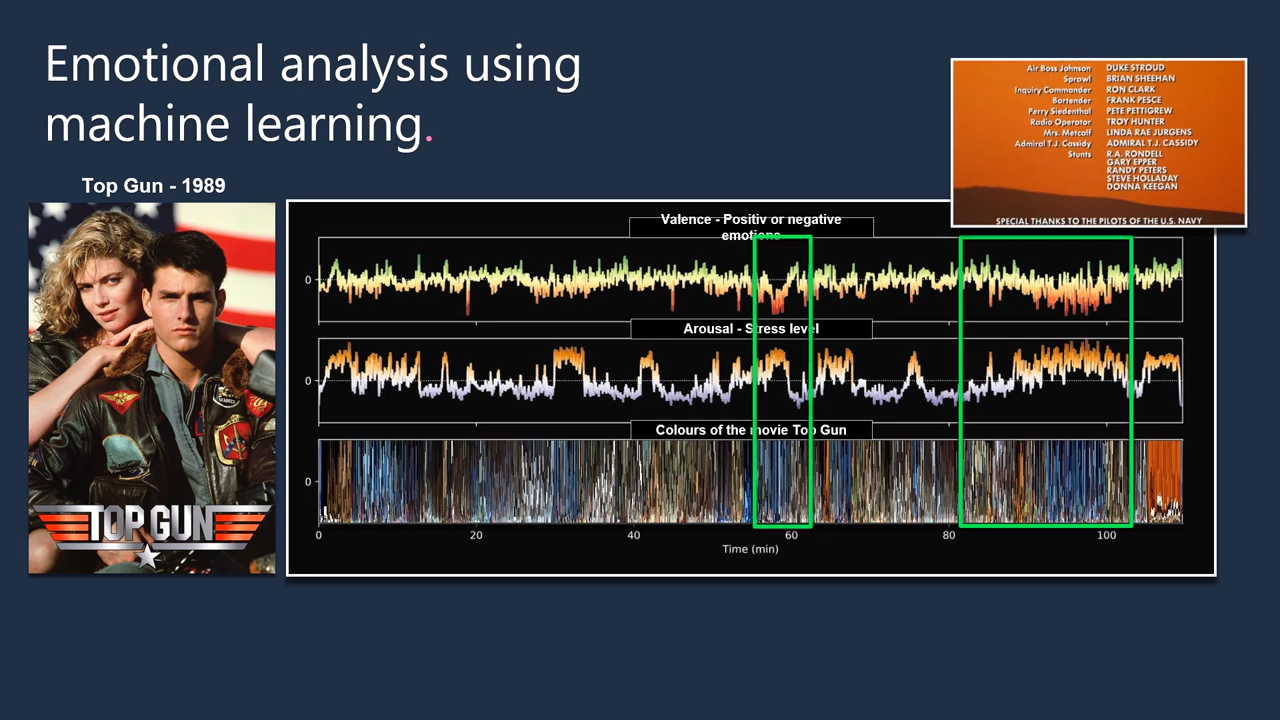 Emotional analysis using
machine learning.
Air Boss Johnson DUKE STROUD
Sprawl BRIAN SHEEHAN
Inquiry Commander RON CLARK
Bartender FRANK PESCE
Perry Siedenthal PETE PETTIGREW
Radio Operator TROY HUNTER
Mrs. Metcalf LINDA RAE JURGENS
Admiral T.J. Cassidy ADMIRAL T.J. CASSIDY
Stunts R.A. RONDELL
GARY EPPER
RANDY PETERS
STEVE HOLLADAY
DONNA KEEGAN
SPECIAL THANKS TO THE PILOTS OF THE U.S. NAVY
Top Gun - 1989
TOP GUN
Valence - Positiv or negative
emotions
0
Arousal - Stress level
0
Colours of the movie Top Gun
0
0 20 40 60 80 100
Time (min)